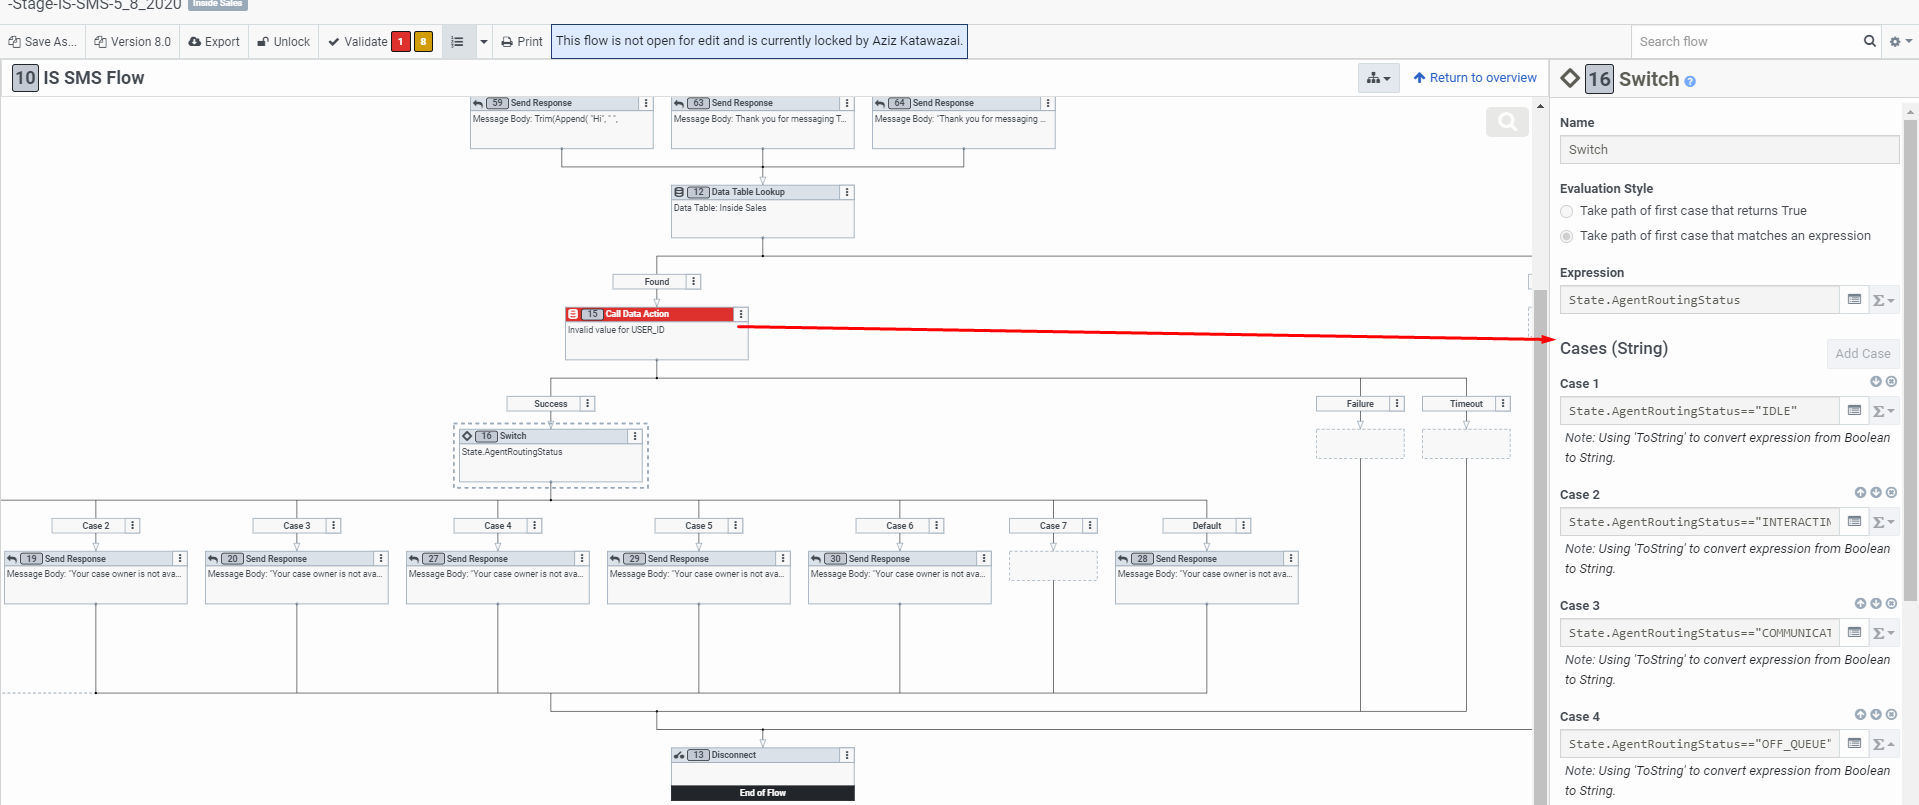 -Stage-IS-SMS-5_8_2020 Inside Sales
Save As... Version 8.0 Export Unlock Validate 1 8 Print This flow is not open for edit and is currently locked by Aziz Katawazai. Search flow
10 IS SMS Flow Return to overview
59 Send Response 63 Send Response 64 Send Response
Message Body: Trim(Append( "Hi", " ", Message Body: Thank you for messaging T... Message Body: "Thank you for messaging ...
12 Data Table Lookup
Data Table: Inside Sales
Found
15 Call Data Action
Invalid value for USER_ID
Success Failure Timeout
16 Switch
State.AgentRoutingStatus
Case 2 Case 3 Case 4 Case 5 Case 6 Case 7 Default
19 Send Response 20 Send Response 27 Send Response 29 Send Response 30 Send Response 28 Send Response
Message Body: "Your case owner is not ava... Message Body: "Your case owner is not ava... Message Body: "Your case owner is not ava... Message Body: "Your case owner is not ava... Message Body: "Your case owner is not ava... Message Body: "Your case owner is not ava...
13 Disconnect
End of Flow
16 Switch ?
Name
Switch
Evaluation Style
Take path of first case that returns True
Take path of first case that matches an expression
Expression
State.AgentRoutingStatus Σ
Cases (String) Add Case
Case 1
State.AgentRoutingStatus=="IDLE" Σ
Note: Using 'ToString' to convert expression from Boolean
to String.
Case 2
State.AgentRoutingStatus=="INTERACTIN Σ
Note: Using 'ToString' to convert expression from Boolean
to String.
Case 3
State.AgentRoutingStatus=="COMMUNICAT Σ
Note: Using 'ToString' to convert expression from Boolean
to String.
Case 4
State.AgentRoutingStatus=="OFF_QUEUE" Σ
Note: Using 'ToString' to convert expression from Boolean
to String.